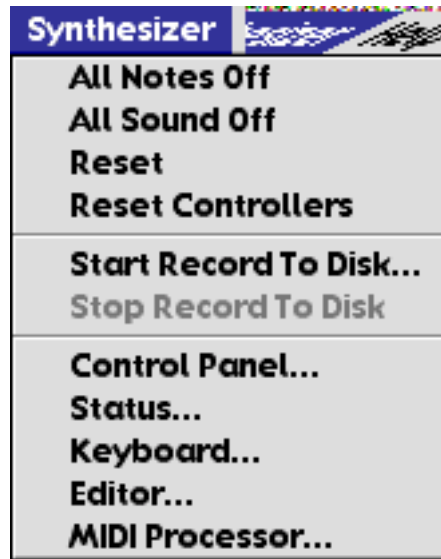 Synthesizer
All Notes Off
All Sound Off
Reset
Reset Controllers
Start Record To Disk...
Stop Record To Disk
Control Panel...
Status...
Keyboard...
Editor...
MIDI Processor...